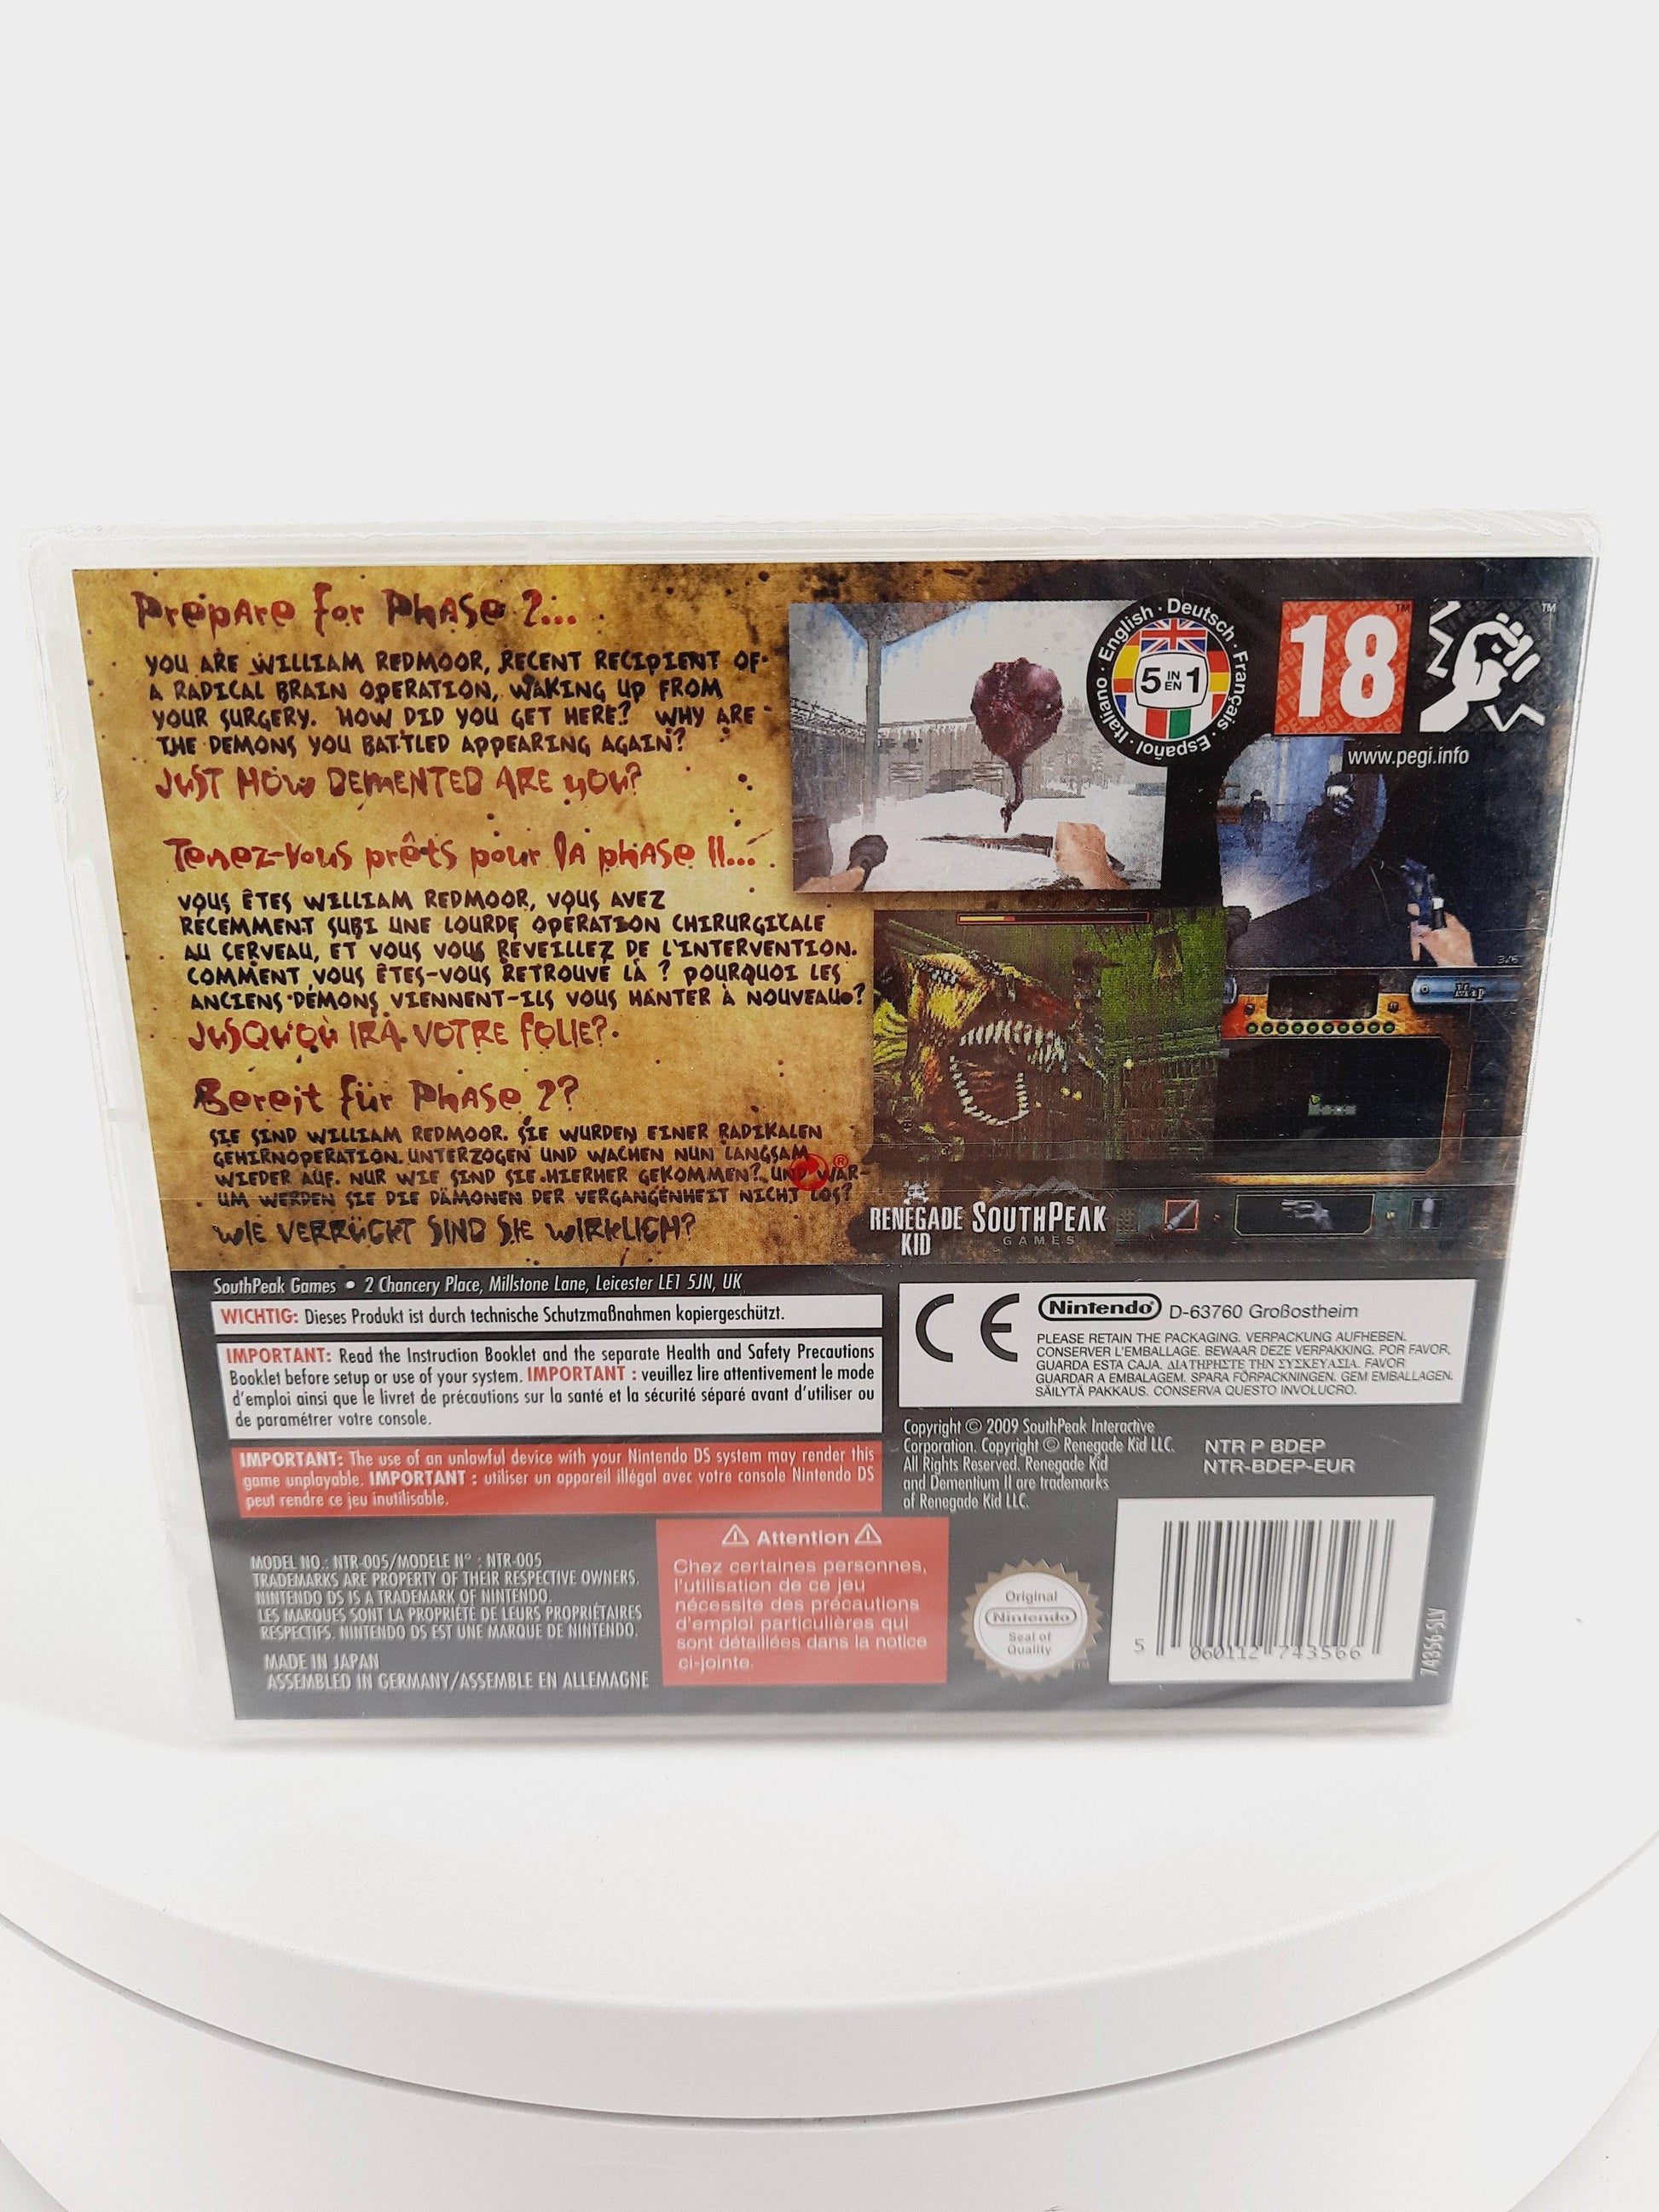 Prepare for Phase 2...
YOU ARE WILLIAM REDMOOR, RECENT RECIPIENT OF
A RADICAL BRAIN OPERATION, WAKING UP FROM
YOUR SURGERY. HOW DID YOU GET HERE? WHY ARE
THE DEMONS YOU BATTLED APPEARING AGAIN?
JUST HOW DEMENTED ARE YOU?
Tenez-vous prêts pour la phase II...
VOUS ÊTES WILLIAM REDMOOR, VOUS AVEZ
RÉCEMMENT SUBI UNE LOURDE OPÉRATION CHIRURGICALE
AU CERVEAU, ET VOUS VOUS RÉVEILLEZ DE L'INTERVENTION.
COMMENT VOUS ÊTES-VOUS RETROUVÉ LÀ ? POURQUOI LES
ANCIENS DÉMONS VIENNENT-ILS VOUS HANTER À NOUVEAU?
JUSQU'OÙ IRA VOTRE FOLIE?
Bereit für Phase 2?
SIE SIND WILLIAM REDMOOR. SIE WURDEN EINER RADIKALEN
GEHIRNOPERATION UNTERZOGEN UND WACHEN NUN LANGSAM
WIEDER AUF. NUR WIE SIND SIE HIERHER GEKOMMEN? UND WAR-
UM WERDEN SIE DIE DÄMONEN DER VERGANGENHEIT NICHT LOS?
WIE VERRÜCKT SIND SIE WIRKLICH?
English · Deutsch · Français · Español · Italiano ·
5 IN EN 1
18
PEGI
www.pegi.info
3/6
Map
RENEGADE
KID
SOUTHPEAK
GAMES
SouthPeak Games • 2 Chancery Place, Millstone Lane, Leicester LE1 5JN, UK
WICHTIG: Dieses Produkt ist durch technische Schutzmaßnahmen kopiergeschützt.
IMPORTANT: Read the Instruction Booklet and the separate Health and Safety Precautions
Booklet before setup or use of your system. IMPORTANT : veuillez lire attentivement le mode
d'emploi ainsi que le livret de précautions sur la santé et la sécurité séparé avant d'utiliser ou
de paramétrer votre console.
IMPORTANT: The use of an unlawful device with your Nintendo DS system may render this
game unplayable. IMPORTANT : utiliser un appareil illégal avec votre console Nintendo DS
peut rendre ce jeu inutilisable.
CE
Nintendo® D-63760 Großostheim
PLEASE RETAIN THE PACKAGING. VERPACKUNG AUFHEBEN.
CONSERVER L'EMBALLAGE. BEWAAR DEZE VERPAKKING. POR FAVOR,
GUARDA ESTA CAJA. ΔΙΑΤΗΡΗΣΤΕ ΤΗΝ ΣΥΣΚΕΥΑΣΙΑ. FAVOR
GUARDAR A EMBALAGEM. SPARA FÖRPACKNINGEN. GEM EMBALLAGEN.
SÄILYTÄ PAKKAUS. CONSERVA QUESTO INVOLUCRO.
Copyright © 2009 SouthPeak Interactive
Corporation. Copyright © Renegade Kid LLC.
All Rights Reserved. Renegade Kid
and Dementium II are trademarks
of Renegade Kid LLC.
NTR P BDEP
NTR-BDEP-EUR
MODEL NO.: NTR-005/MODELE N° : NTR-005
TRADEMARKS ARE PROPERTY OF THEIR RESPECTIVE OWNERS.
NINTENDO DS IS A TRADEMARK OF NINTENDO.
LES MARQUES SONT LA PROPRIÉTÉ DE LEURS PROPRIÉTAIRES
RESPECTIFS. NINTENDO DS EST UNE MARQUE DE NINTENDO.
MADE IN JAPAN
ASSEMBLED IN GERMANY/ASSEMBLE EN ALLEMAGNE
Attention
Chez certaines personnes,
l'utilisation de ce jeu
nécessite des précautions
d'emploi particulières qui
sont détaillées dans la notice
ci-jointe.
Original
Nintendo
Seal of
Quality
5 060112 743566
74356-SLV